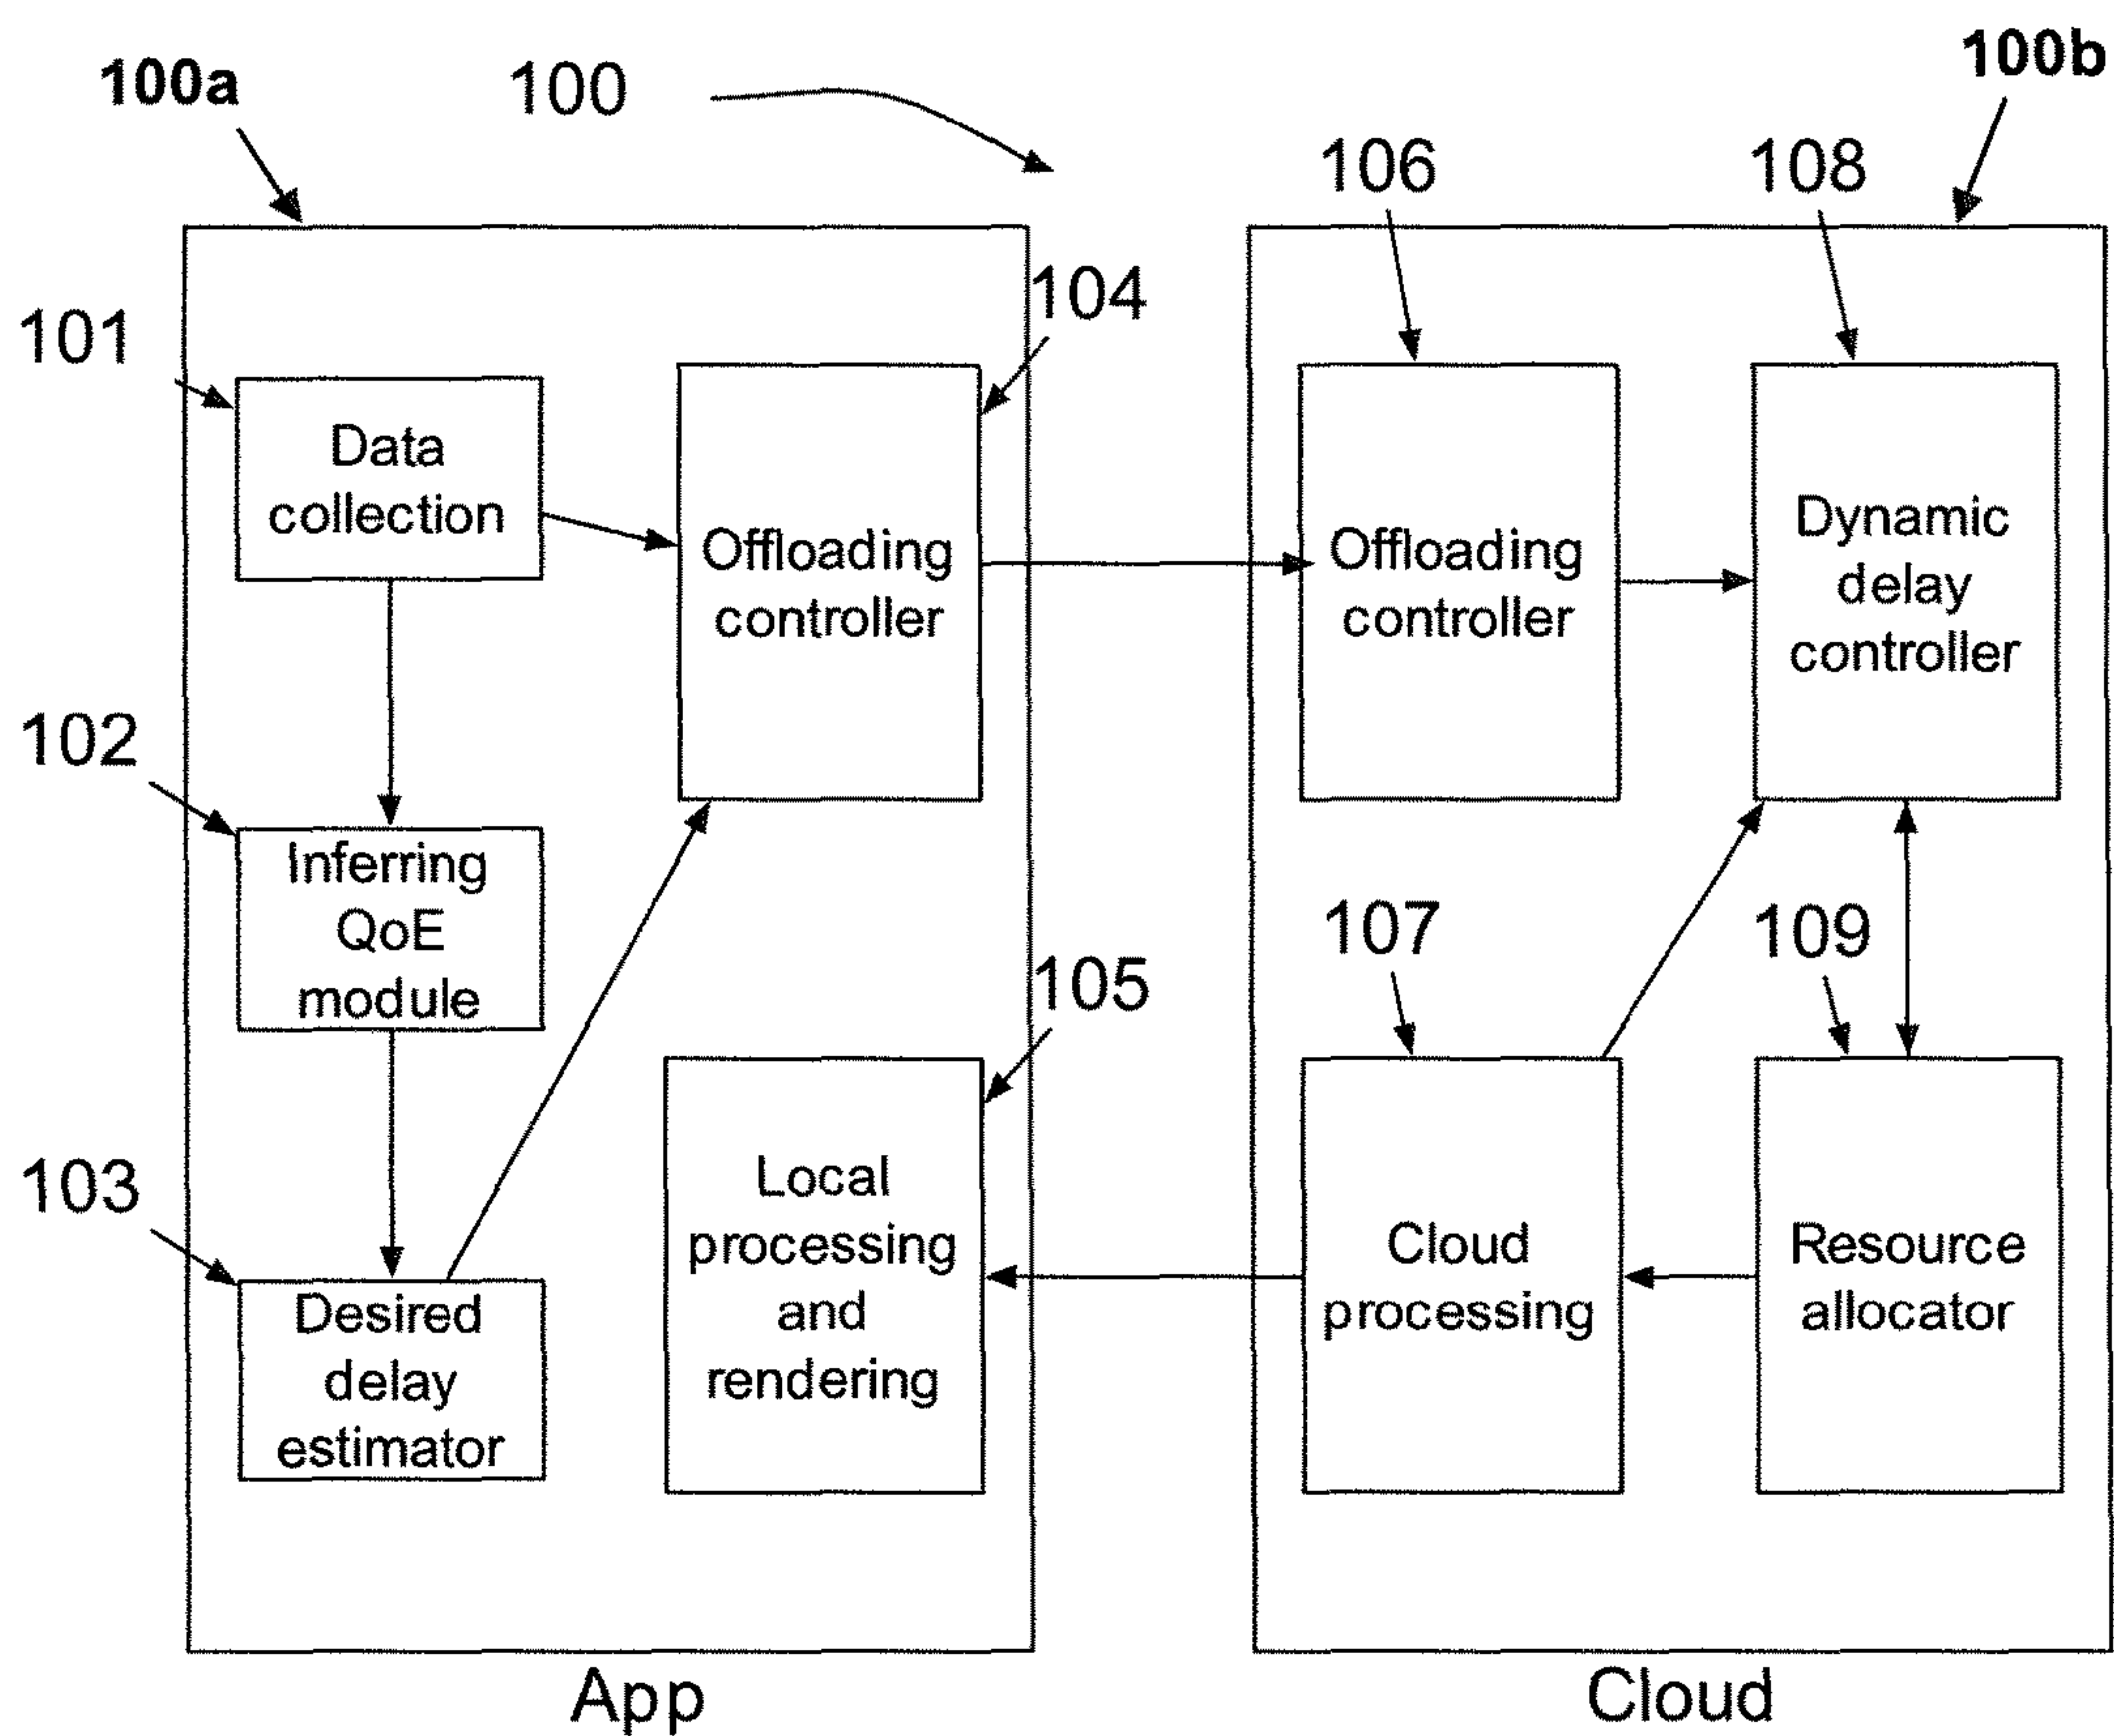 100a
100
100b
106
108
104
101
Data
collection
Offloading
controller
Offloading
controller
Dynamic
delay
controller
102
Inferring
QoE
module
107
109
105
103
Desired
delay
estimator
Local
processing
and
rendering
Cloud
processing
Resource
allocator
App
Cloud